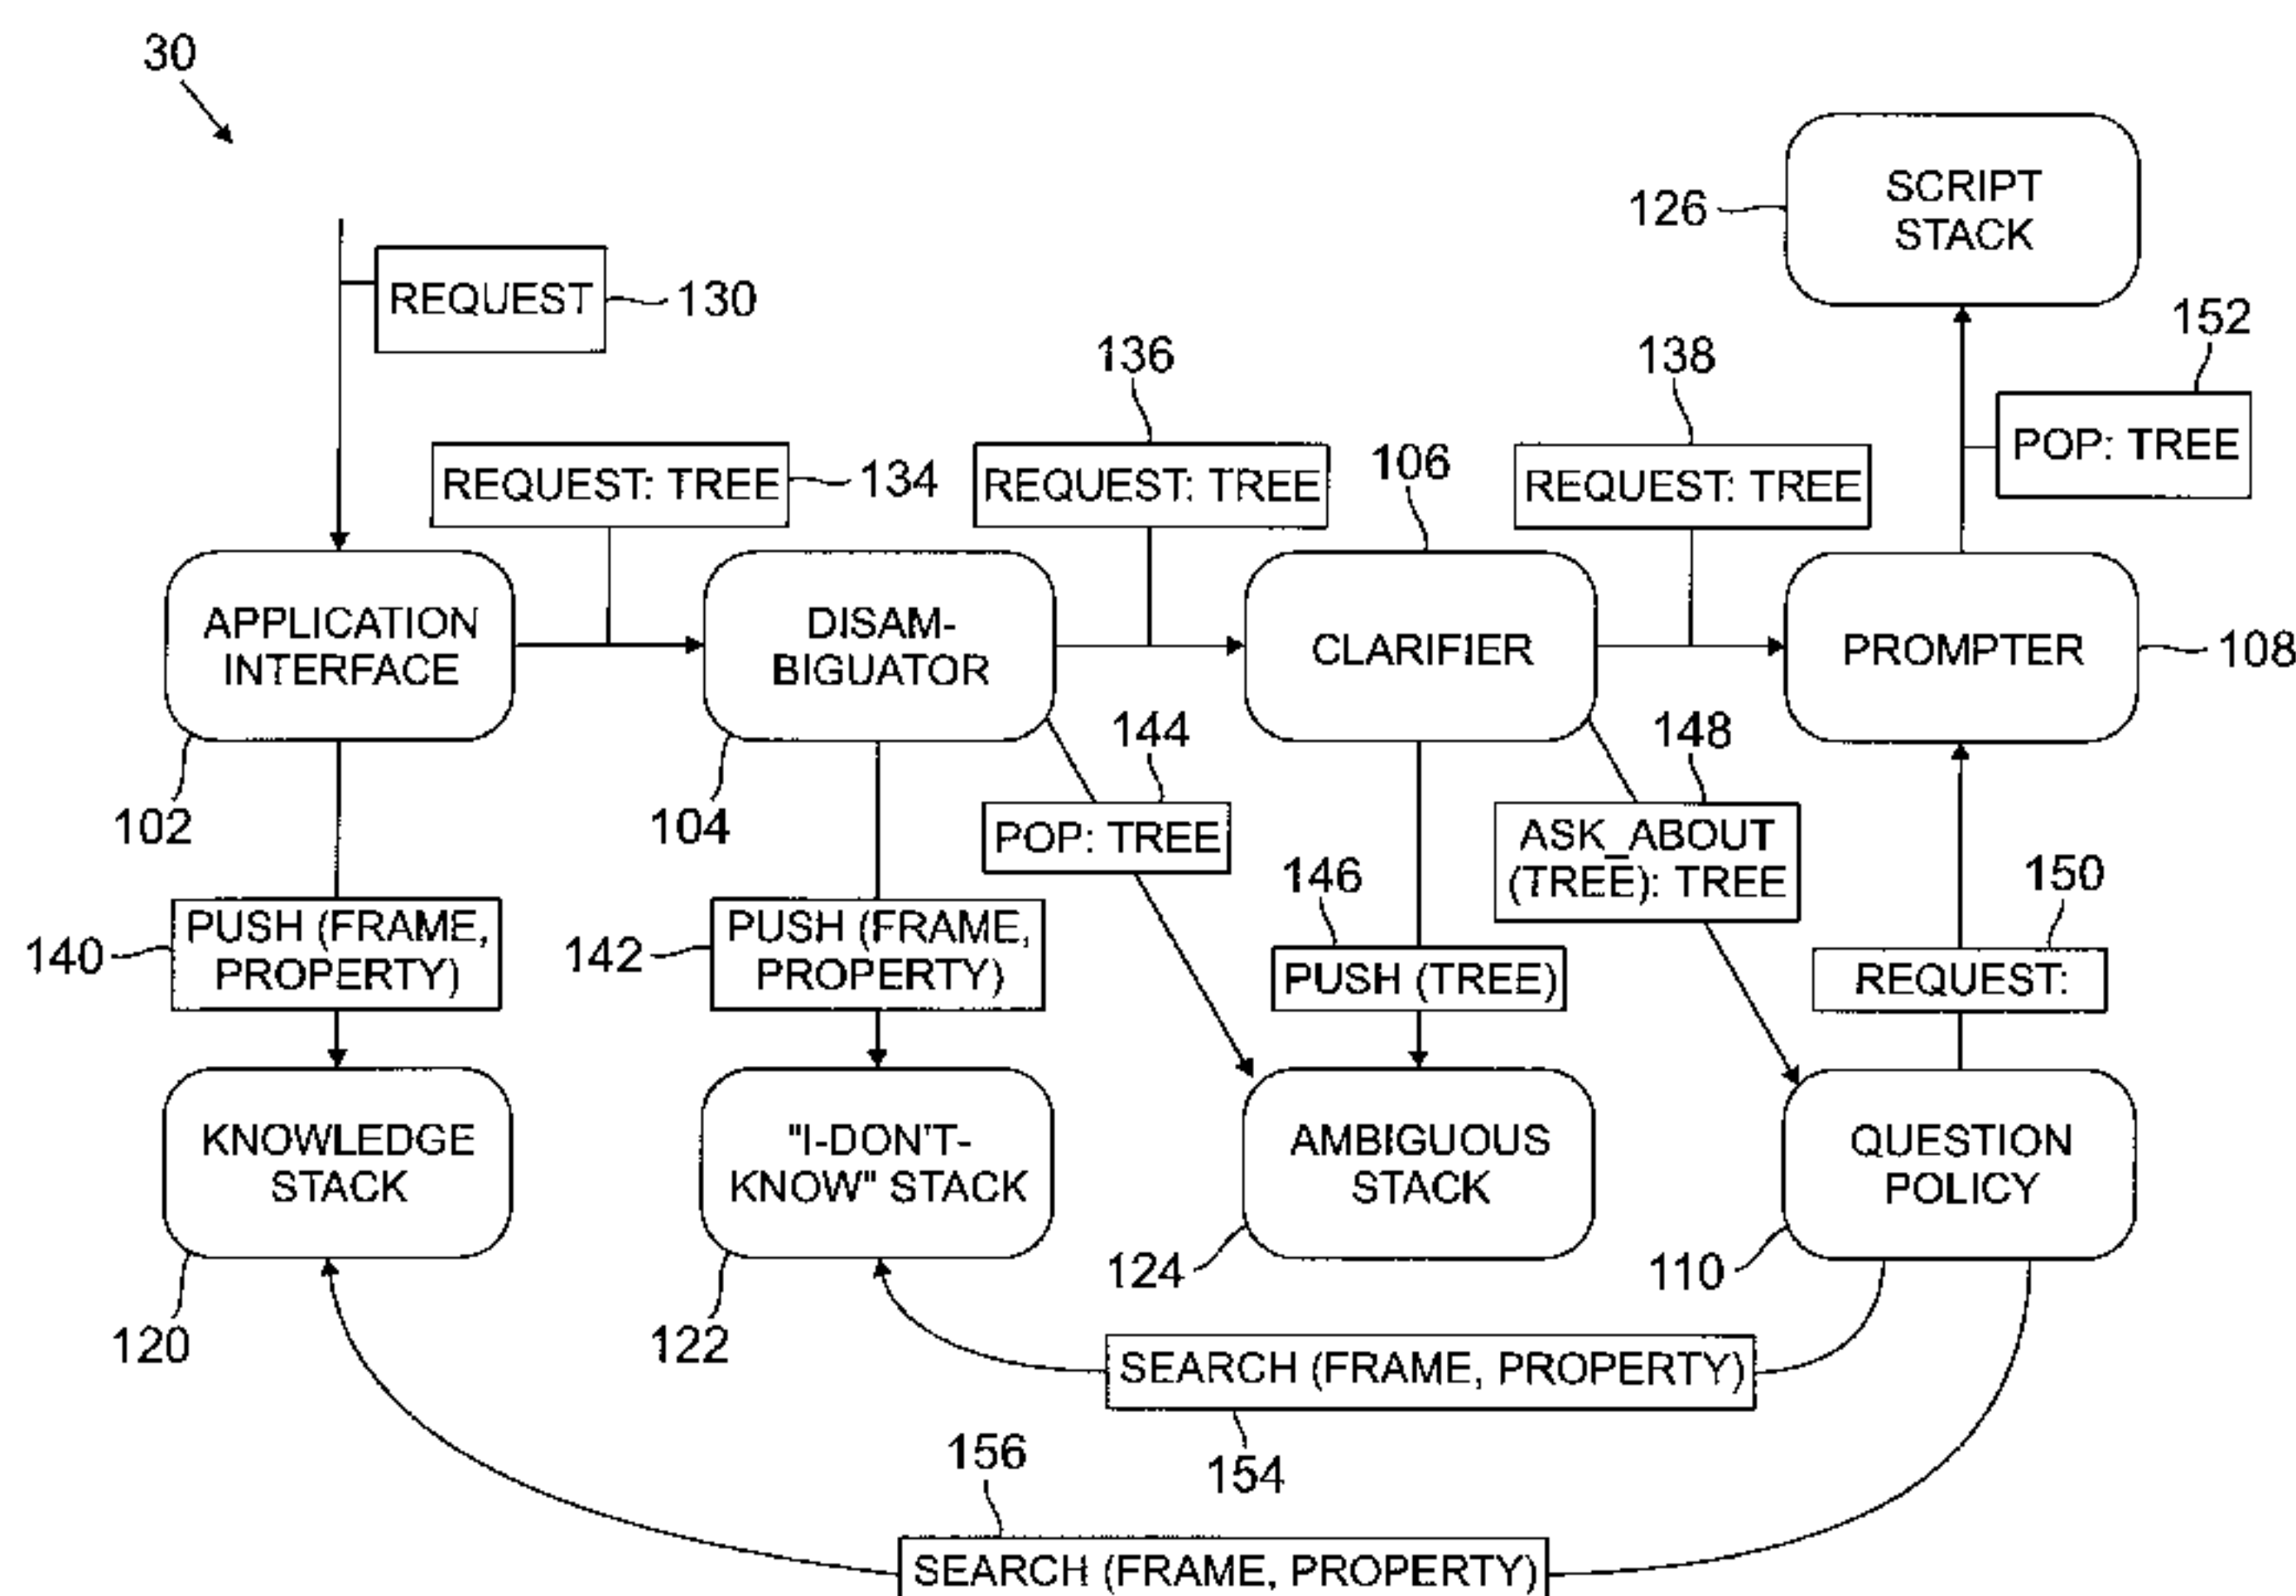 30
SCRIPT
STACK
126
REQUEST
130
152
136
138
POP: TREE
REQUEST: TREE
134
REQUEST: TREE
106
REQUEST: TREE
APPLICATION
INTERFACE
DISAM-
BIGUATOR
CLARIFIER
PROMPTER
108
102
104
144
148
POP: TREE
ASK_ABOUT
(TREE): TREE
146
150
140
PUSH (FRAME,
PROPERTY)
142
PUSH (FRAME,
PROPERTY)
PUSH (TREE)
REQUEST:
KNOWLEDGE
STACK
"I-DON'T-
KNOW" STACK
AMBIGUOUS
STACK
QUESTION
POLICY
124
110
120
122
SEARCH (FRAME, PROPERTY)
154
156
SEARCH (FRAME, PROPERTY)